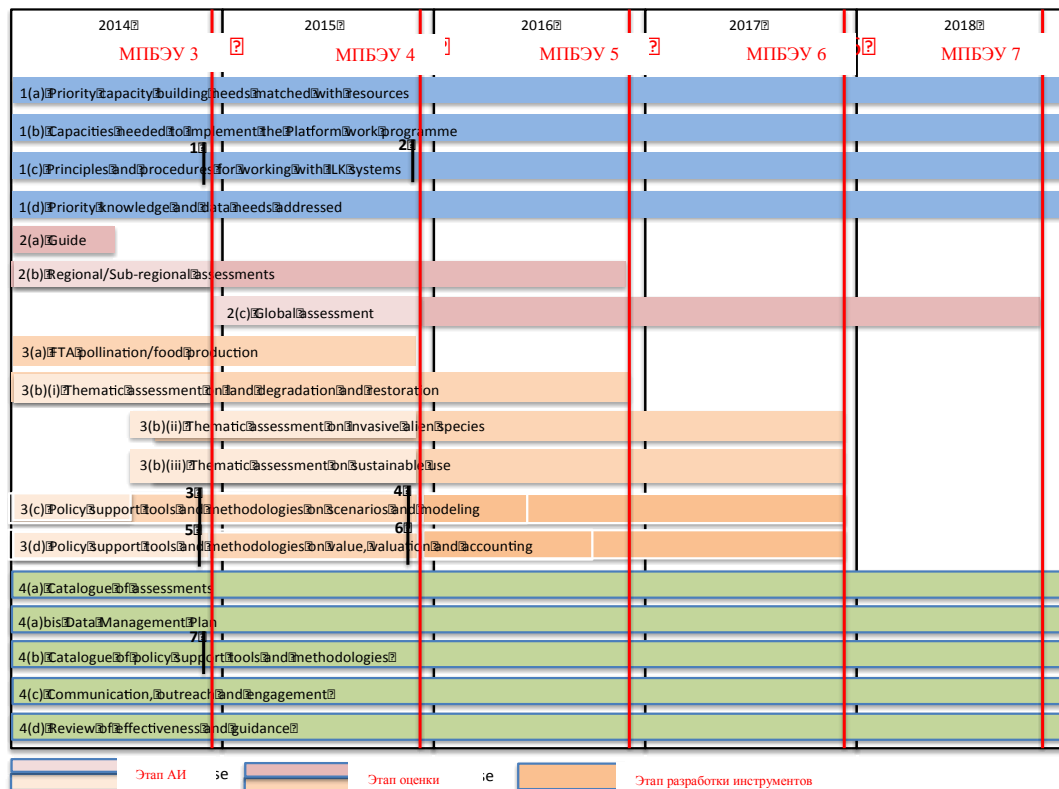 2014 2015 2016 2017 2018
МПБЭУ 3 МПБЭУ 4 МПБЭУ 5 МПБЭУ 6 МПБЭУ 7
1(a) Priority capacity building needs matched with resources
1(b) Capacities needed to implement the Platform work programme
1 2
1(c) Principles and procedures for working with ILK systems
1(d) Priority knowledge and data needs addressed
2(a) Guide
2(b) Regional/Sub-regional assessments
2(c) Global assessment
3(a) FTA pollination/food production
3(b)(i) Thematic assessment on land degradation and restoration
3(b)(ii) Thematic assessment on Invasive alien species
3(b)(iii) Thematic assessment on sustainable use
3 4
3(c) Policy support tools and methodologies on scenarios and modeling
5 6
3(d) Policy support tools and methodologies on value, valuation and accounting
4(a) Catalogue of assessments
4(a)bis Data Management Plan
7
4(b) Catalogue of policy support tools and methodologies
4(c) Communication, outreach and engagement
4(d) Review of effectiveness and guidance
Этап АИ se Этап оценки se Этап разработки инструментов